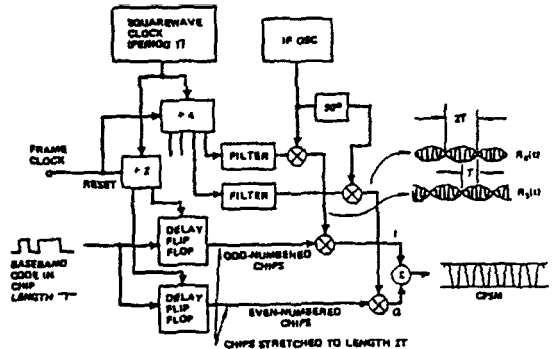 SQUAREWAVE
CLOCK
(PERIOD T)
IF OSC
÷ 4
90°
FRAME
CLOCK
RESET
÷ 2
FILTER
FILTER
2T
T
DELAY
FLIP
FLOP
ODD-NUMBERED
CHIPS
I
BASEBAND
CODE IN
CHIP
LENGTH T
DELAY
FLIP
FLOP
EVEN-NUMBERED
CHIPS
Q
Σ
CPSM
CHIPS STRETCHED TO LENGTH 2T